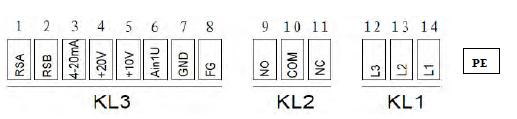 1 2 3 4 5 6 7 8 9 10 11 12 13 14
RSA RSB 4-20mA +20V +10V Ain1U GND FG NO COM NC L3 L2 L1 PE
KL3 KL2 KL1